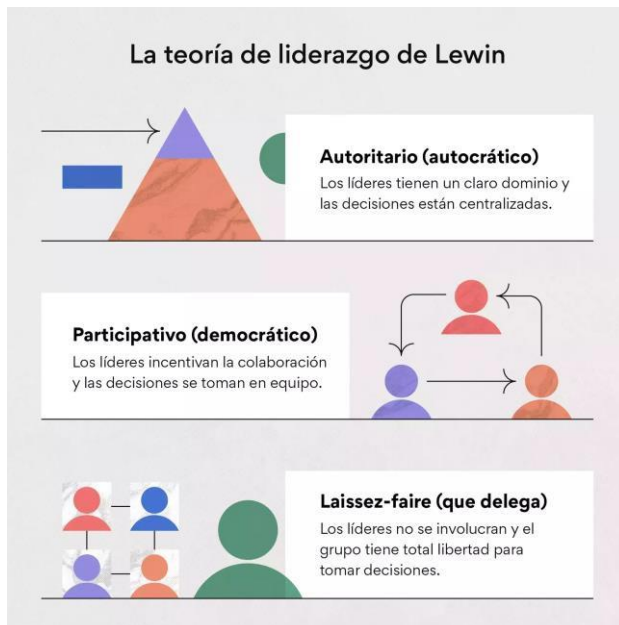 La teoría de liderazgo de Lewin
Autoritario (autocrático)
Los líderes tienen un claro dominio y
las decisiones están centralizadas.
Participativo (democrático)
Los líderes incentivan la colaboración
y las decisiones se toman en equipo.
Laissez-faire (que delega)
Los líderes no se involucran y el
grupo tiene total libertad para
tomar decisiones.